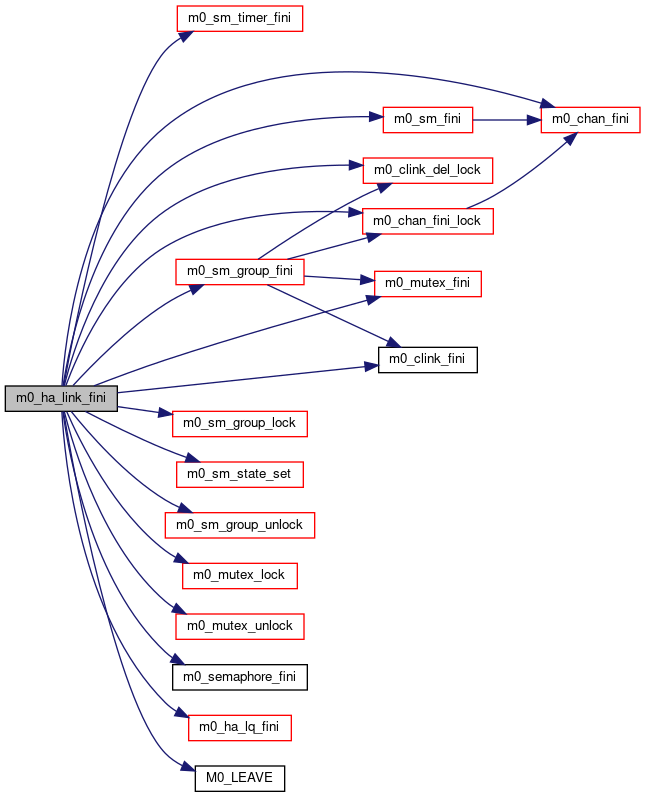 m0_sm_timer_fini
m0_sm_fini
m0_chan_fini
m0_clink_del_lock
m0_chan_fini_lock
m0_sm_group_fini
m0_mutex_fini
m0_clink_fini
m0_ha_link_fini
m0_sm_group_lock
m0_sm_state_set
m0_sm_group_unlock
m0_mutex_lock
m0_mutex_unlock
m0_semaphore_fini
m0_ha_lq_fini
M0_LEAVE